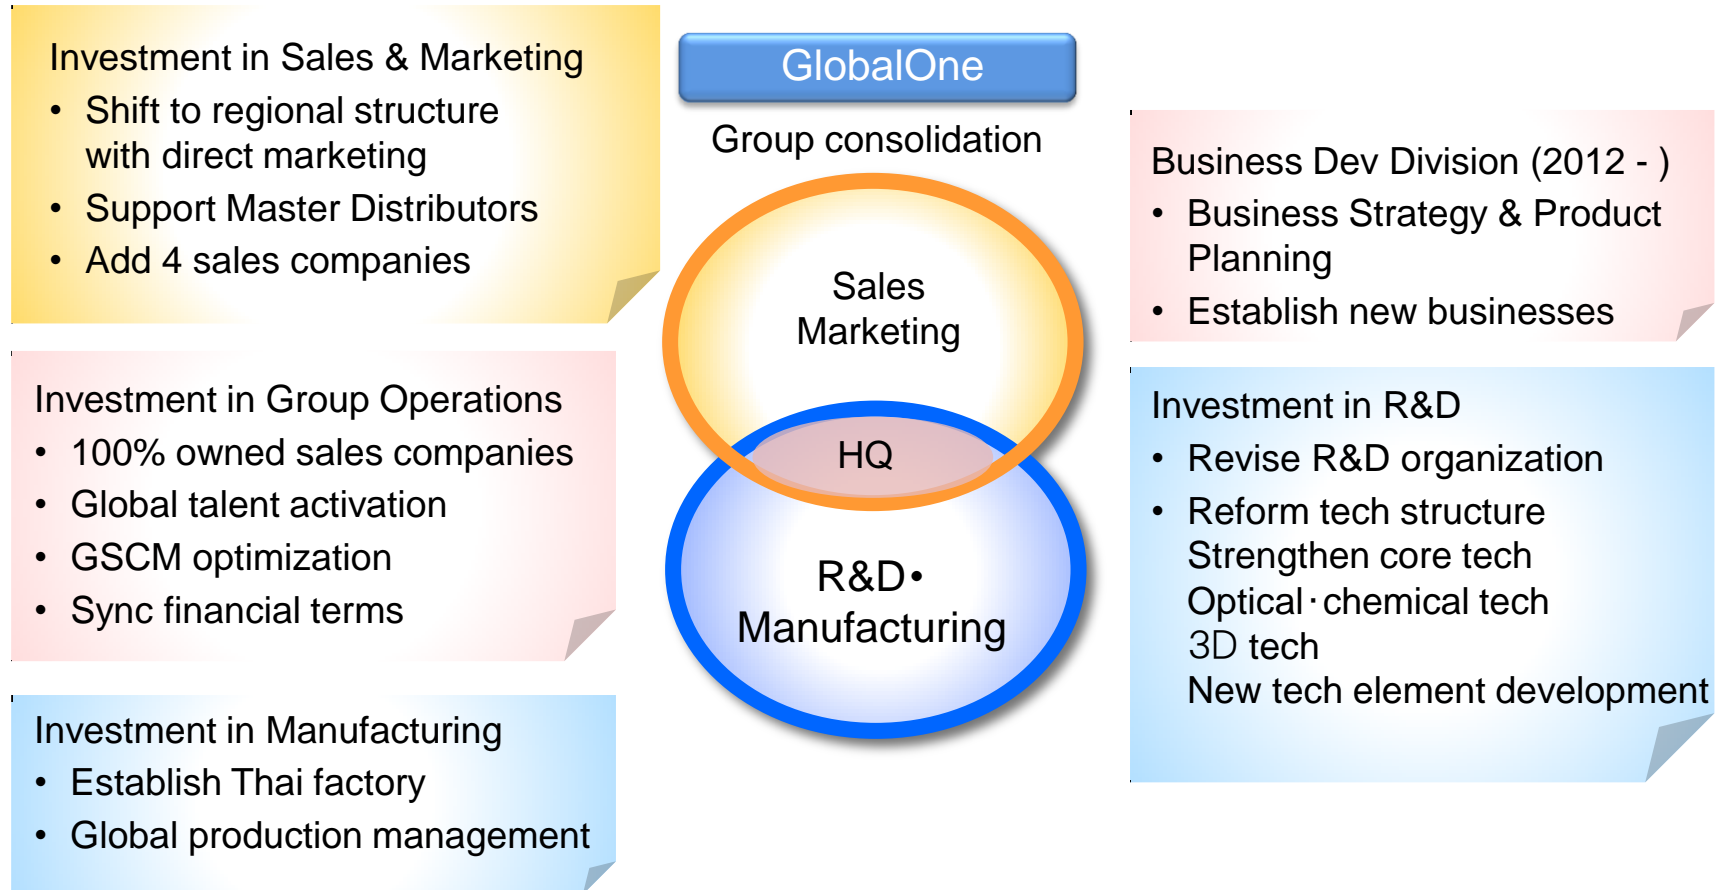 Investment in Sales & Marketing
• Shift to regional structure
with direct marketing
• Support Master Distributors
• Add 4 sales companies
Investment in Group Operations
• 100% owned sales companies
• Global talent activation
• GSCM optimization
• Sync financial terms
Investment in Manufacturing
• Establish Thai factory
• Global production management
GlobalOne
Group consolidation
Sales
Marketing
HQ
R&D・
Manufacturing
Business Dev Division (2012 - )
• Business Strategy & Product
Planning
• Establish new businesses
Investment in R&D
• Revise R&D organization
• Reform tech structure
Strengthen core tech
Optical・chemical tech
3D tech
New tech element development